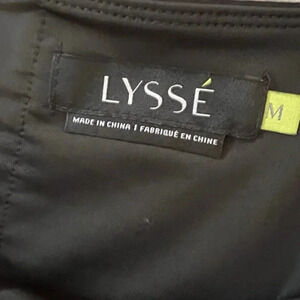 LYSSÉ
M
MADE IN CHINA | FABRIQUÉ EN CHINE